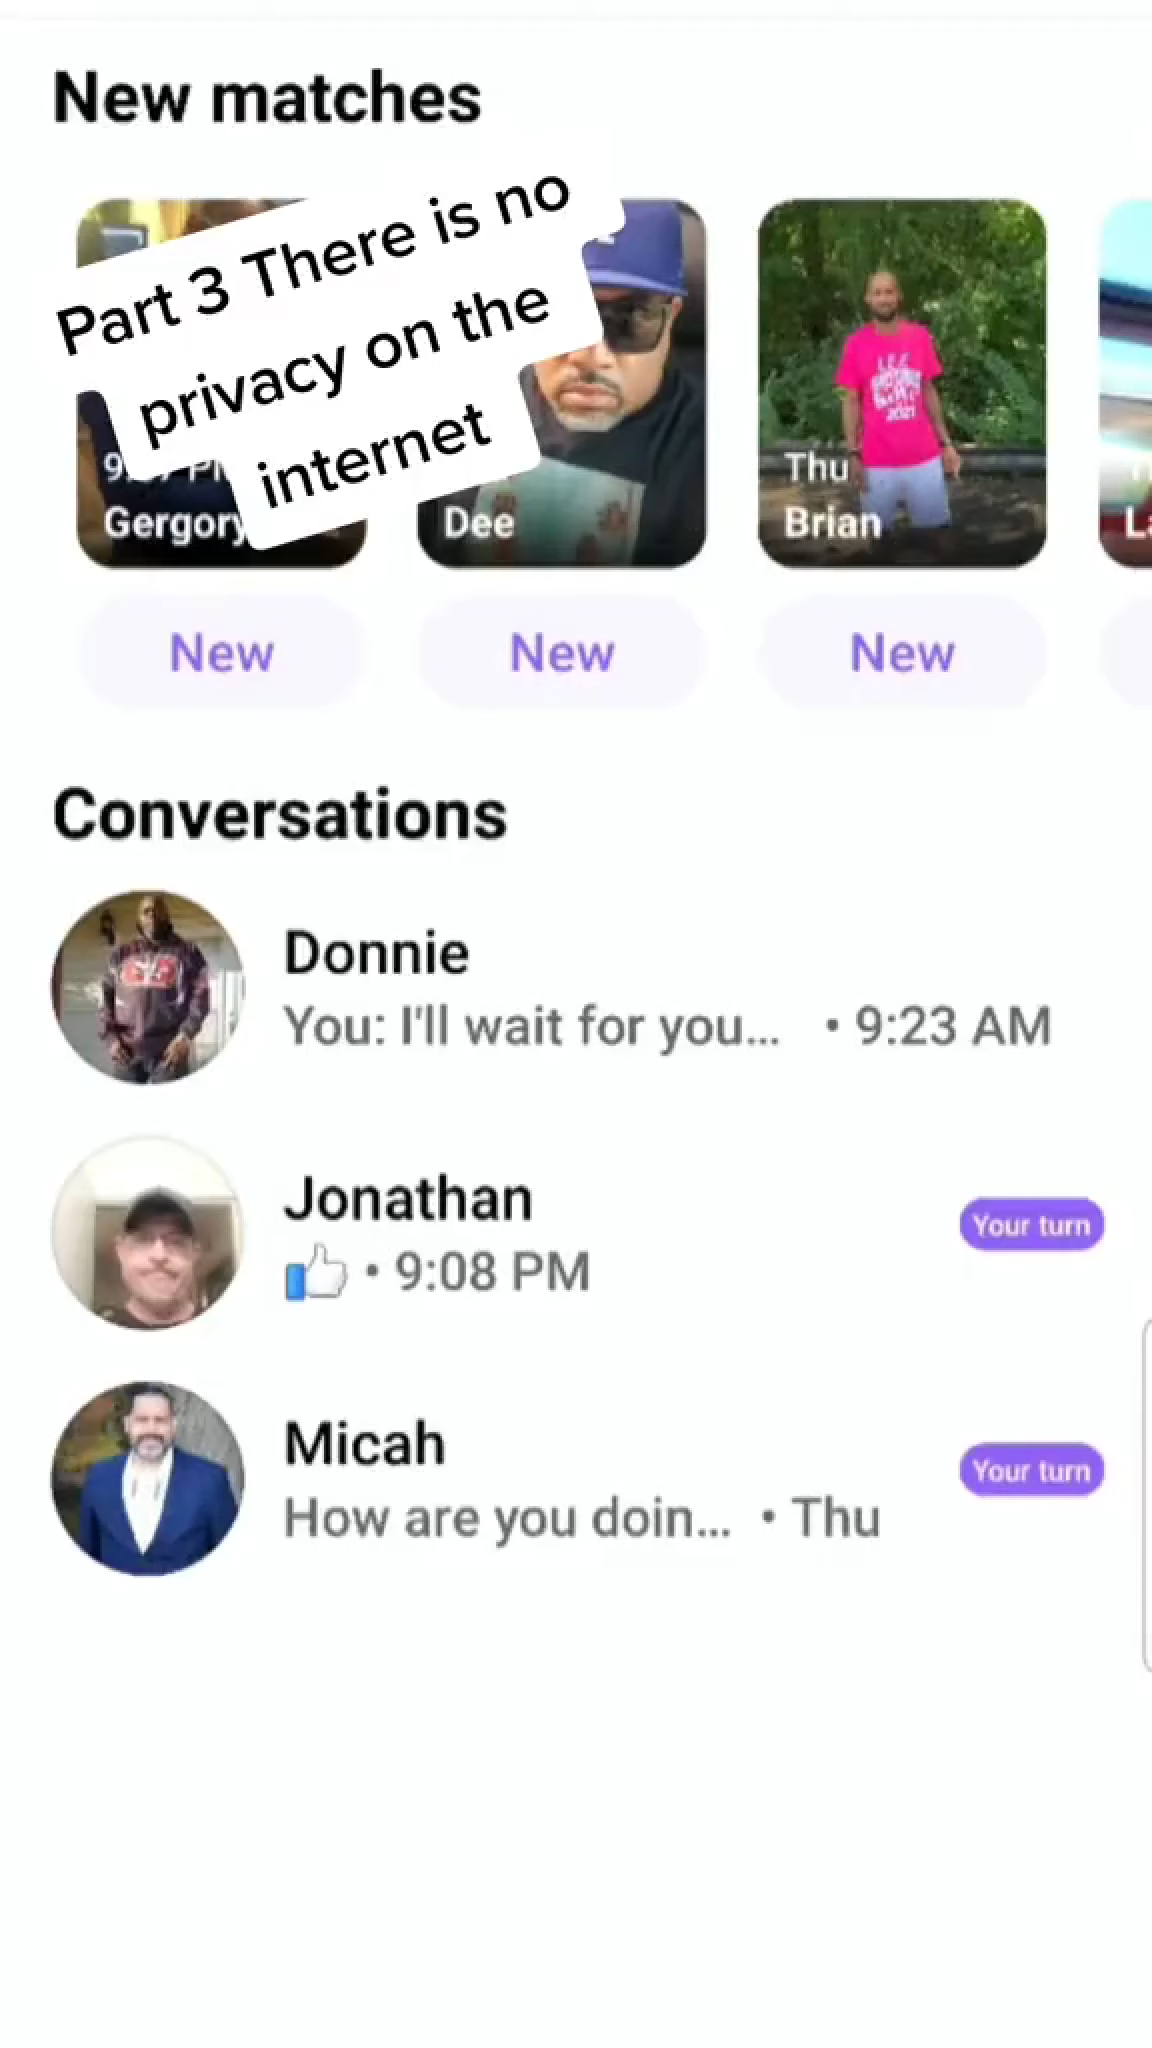 New matches
Part 3 There is no
privacy on the
internet
Gergory
Dee
Thu
Brian
2021
New
New
New
Conversations
Donnie
You: I'll wait for you... • 9:23 AM
Jonathan
👍 • 9:08 PM
Your turn
Micah
How are you doin... • Thu
Your turn